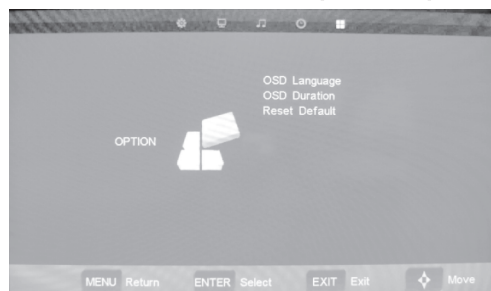 OSD Language
OSD Duration
Reset Default
OPTION
MENU Return ENTER Select EXIT Exit Move